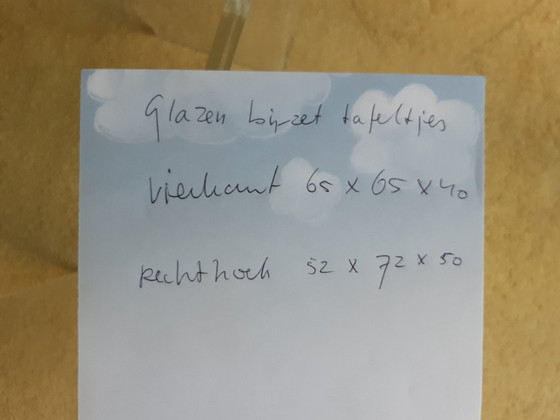 Glazen bijzet tafeltjes
Vierkant 65 x 65 x 40
Rechthoek 52 x 72 x 50